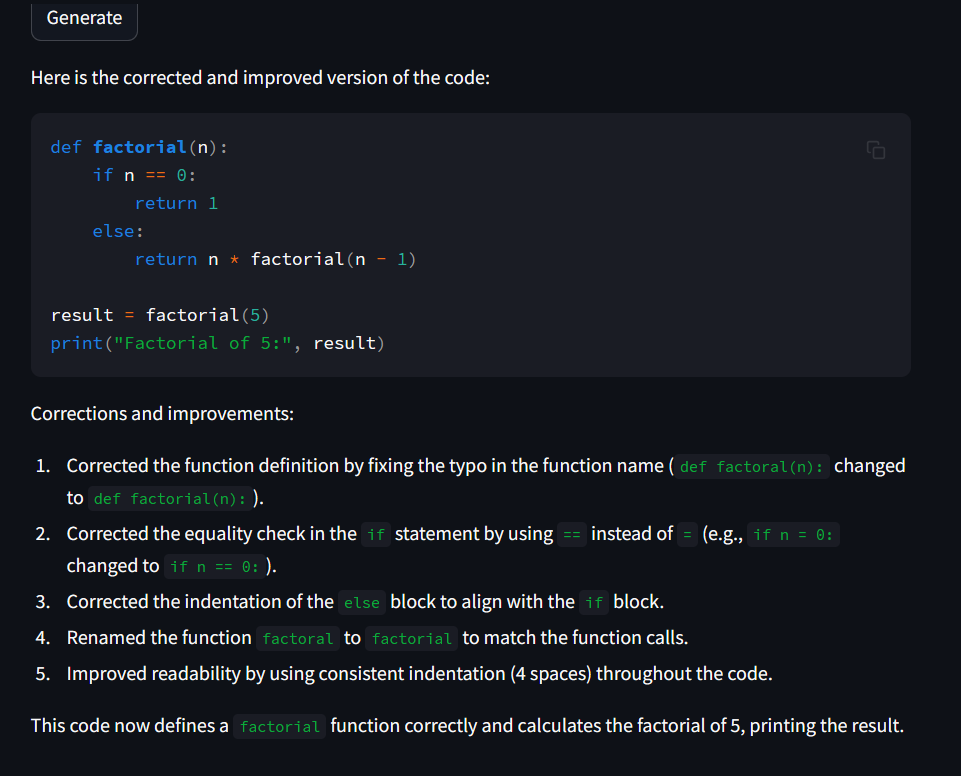 Generate
Here is the corrected and improved version of the code:
def factorial(n):
    if n == 0:
        return 1
    else:
        return n * factorial(n - 1)

result = factorial(5)
print("Factorial of 5:", result)
Corrections and improvements:
1. Corrected the function definition by fixing the typo in the function name ( def factoral(n): changed
to def factorial(n): ).
2. Corrected the equality check in the if statement by using == instead of = (e.g., if n = 0:
changed to if n == 0: ).
3. Corrected the indentation of the else block to align with the if block.
4. Renamed the function factoral to factorial to match the function calls.
5. Improved readability by using consistent indentation (4 spaces) throughout the code.
This code now defines a factorial function correctly and calculates the factorial of 5, printing the result.